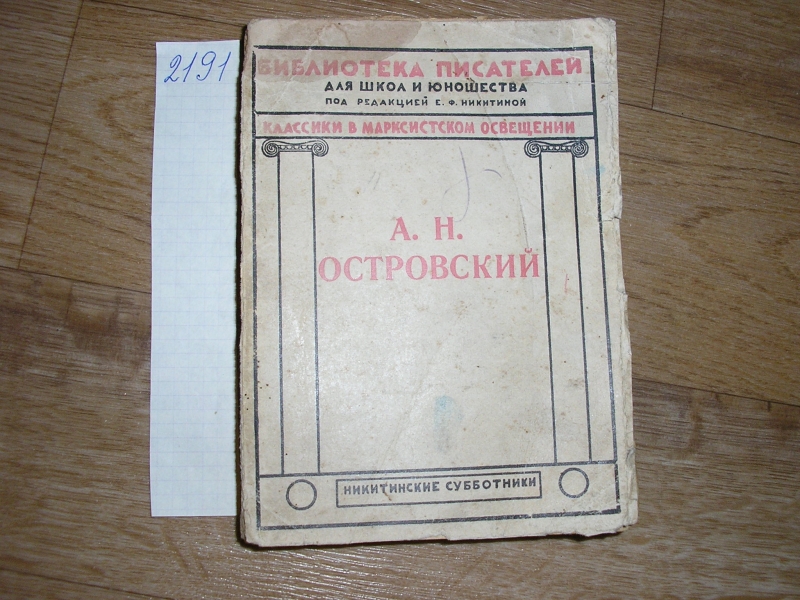 2191
БИБЛИОТЕКА ПИСАТЕЛЕЙ
ДЛЯ ШКОЛ И ЮНОШЕСТВА
ПОД РЕДАКЦИЕЙ Е. Ф. НИКИТИНОЙ
КЛАССИКИ В МАРКСИСТСКОМ ОСВЕЩЕНИИ
А. Н.
ОСТРОВСКИЙ
НИКИТИНСКИЕ СУББОТНИКИ